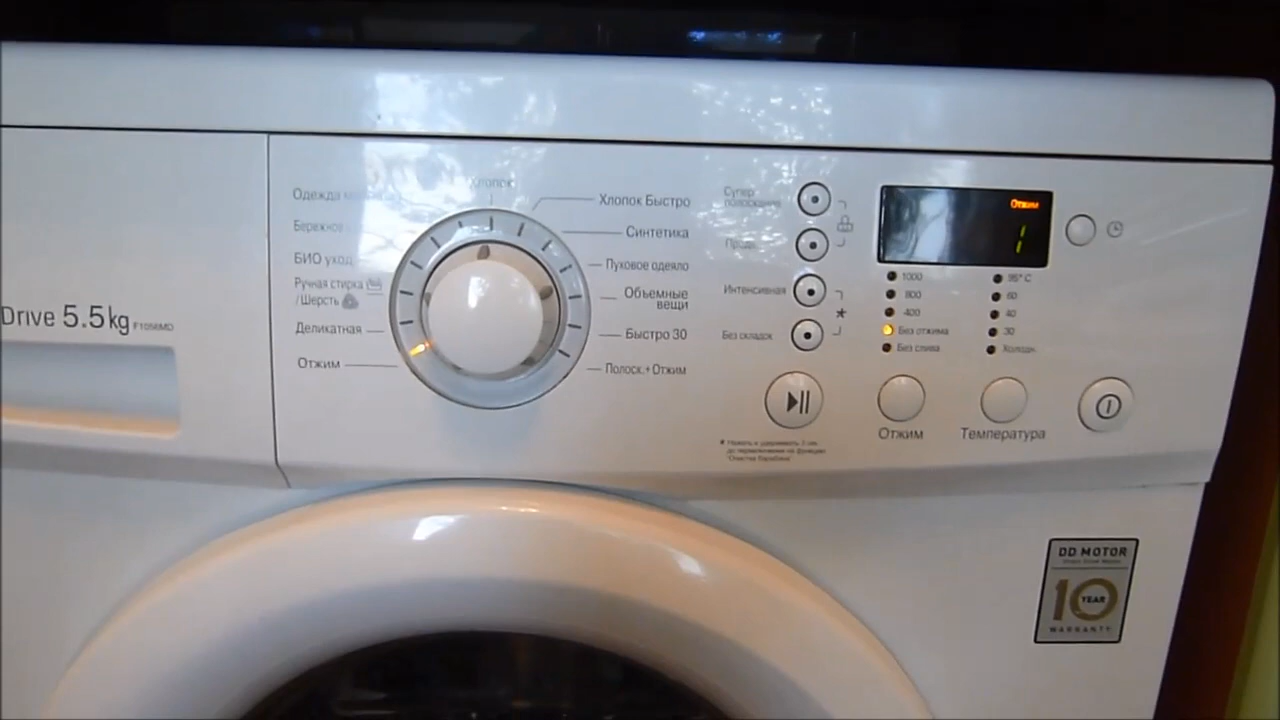 Drive 5.5kg F1056MD
Хлопок
Одежда
Бережное
БИО уход
Ручная стирка
/Шерсть
Деликатная
Отжим
Хлопок Быстро
Синтетика
Пуховое одеяло
Объемные
вещи
Быстро 30
Полоск.+Отжим
Супер
полоскание
Интенсивная
*
Без складок
Отжим
1
1000
800
400
Без отжима
Без слива
95°C
60
40
30
Холодн.
Отжим
Температура
DD MOTOR
10 YEAR
WARRANTY